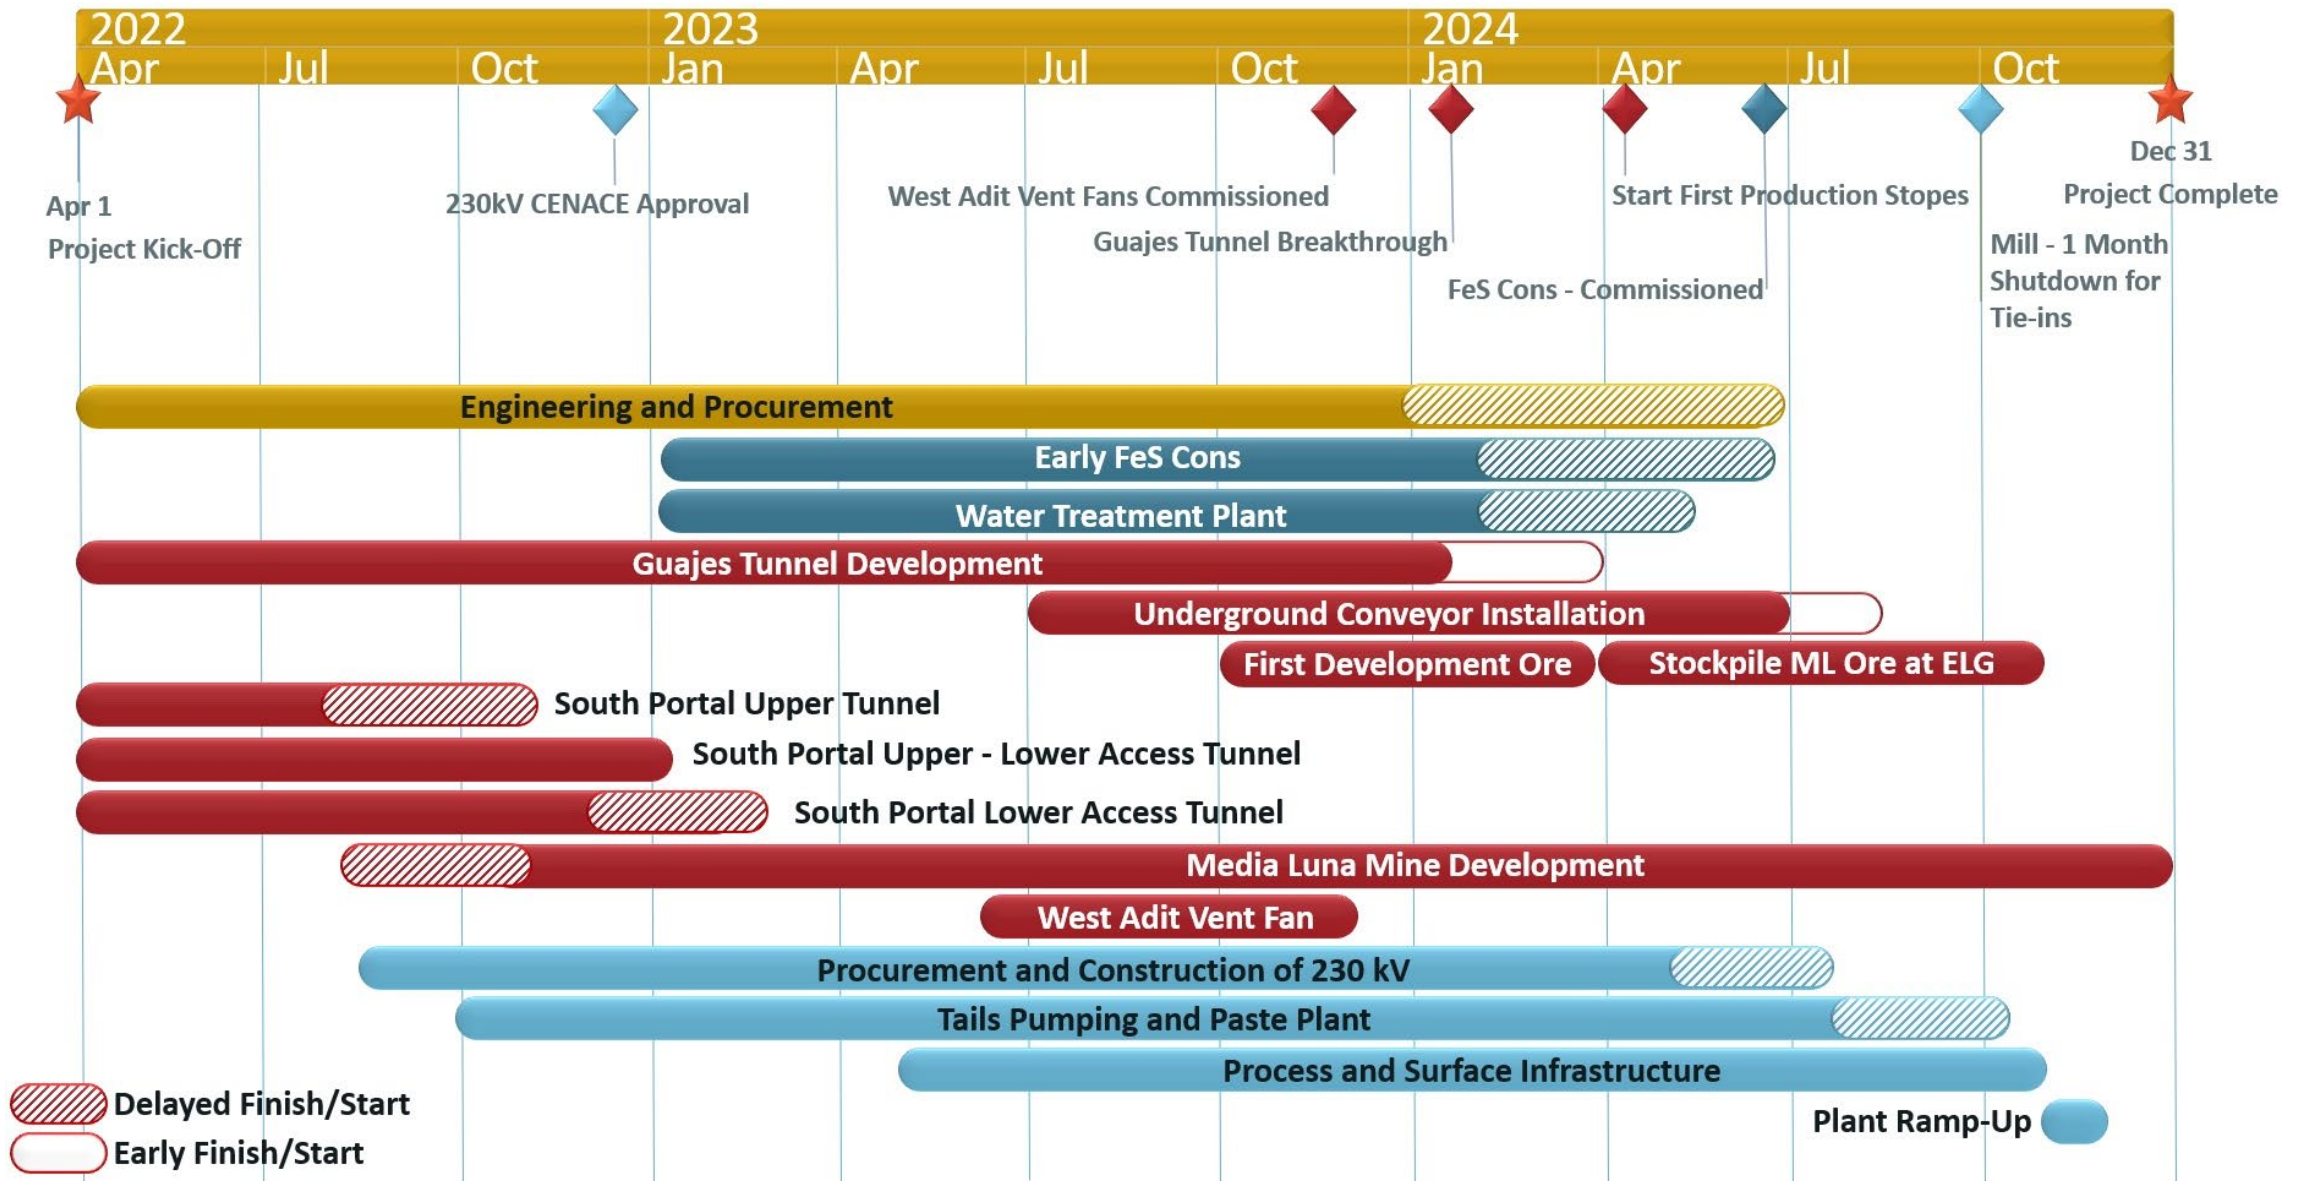 2022 2023 2024
Apr Jul Oct Jan Apr Jul Oct Jan Apr Jul Oct
Apr 1
Project Kick-Off
230kV CENACE Approval
West Adit Vent Fans Commissioned
Guajes Tunnel Breakthrough
Start First Production Stopes
FeS Cons - Commissioned
Mill - 1 Month
Shutdown for
Tie-ins
Dec 31
Project Complete
Engineering and Procurement
Early FeS Cons
Water Treatment Plant
Guajes Tunnel Development
Underground Conveyor Installation
First Development Ore
Stockpile ML Ore at ELG
South Portal Upper Tunnel
South Portal Upper - Lower Access Tunnel
South Portal Lower Access Tunnel
Media Luna Mine Development
West Adit Vent Fan
Procurement and Construction of 230 kV
Tails Pumping and Paste Plant
Process and Surface Infrastructure
Plant Ramp-Up
Delayed Finish/Start
Early Finish/Start